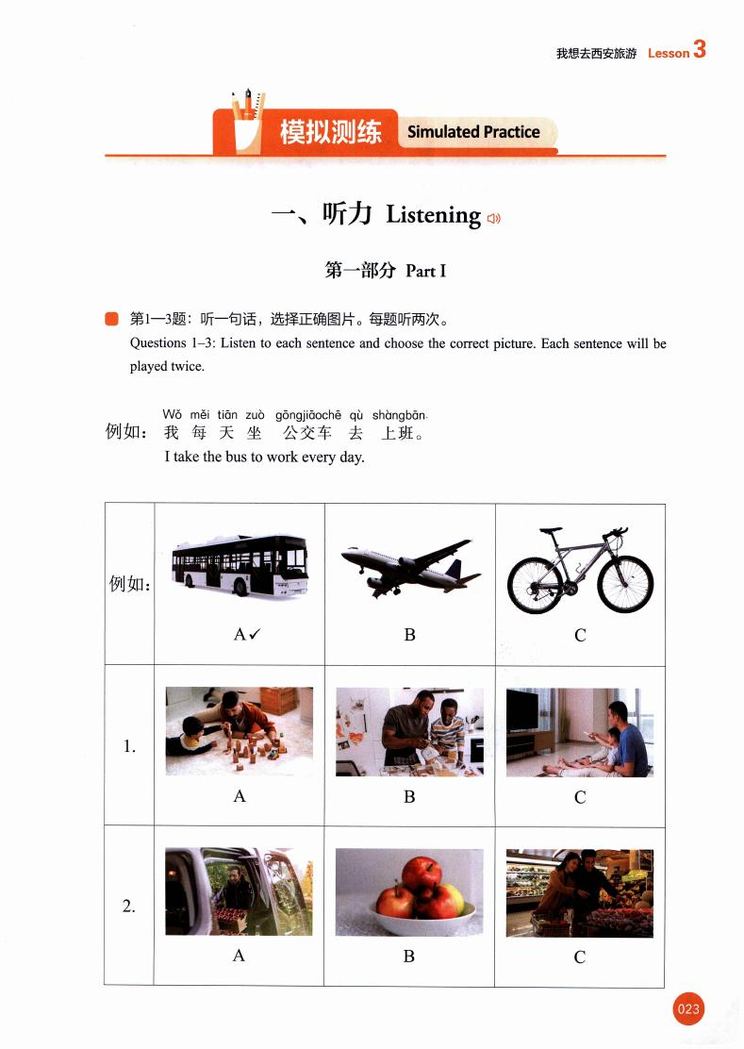 我想去西安旅游 Lesson 3
模拟测练 Simulated Practice
一、听力 Listening
第一部分 Part I
第1—3题：听一句话，选择正确图片。每题听两次。
Questions 1–3: Listen to each sentence and choose the correct picture. Each sentence will be
played twice.
Wǒ měi tiān zuò gōngjiāochē qù shàngbān.
例如：我 每 天 坐 公交车 去 上班。
I take the bus to work every day.
例如：
A✓ B C
1.
A B C
2.
A B C
023